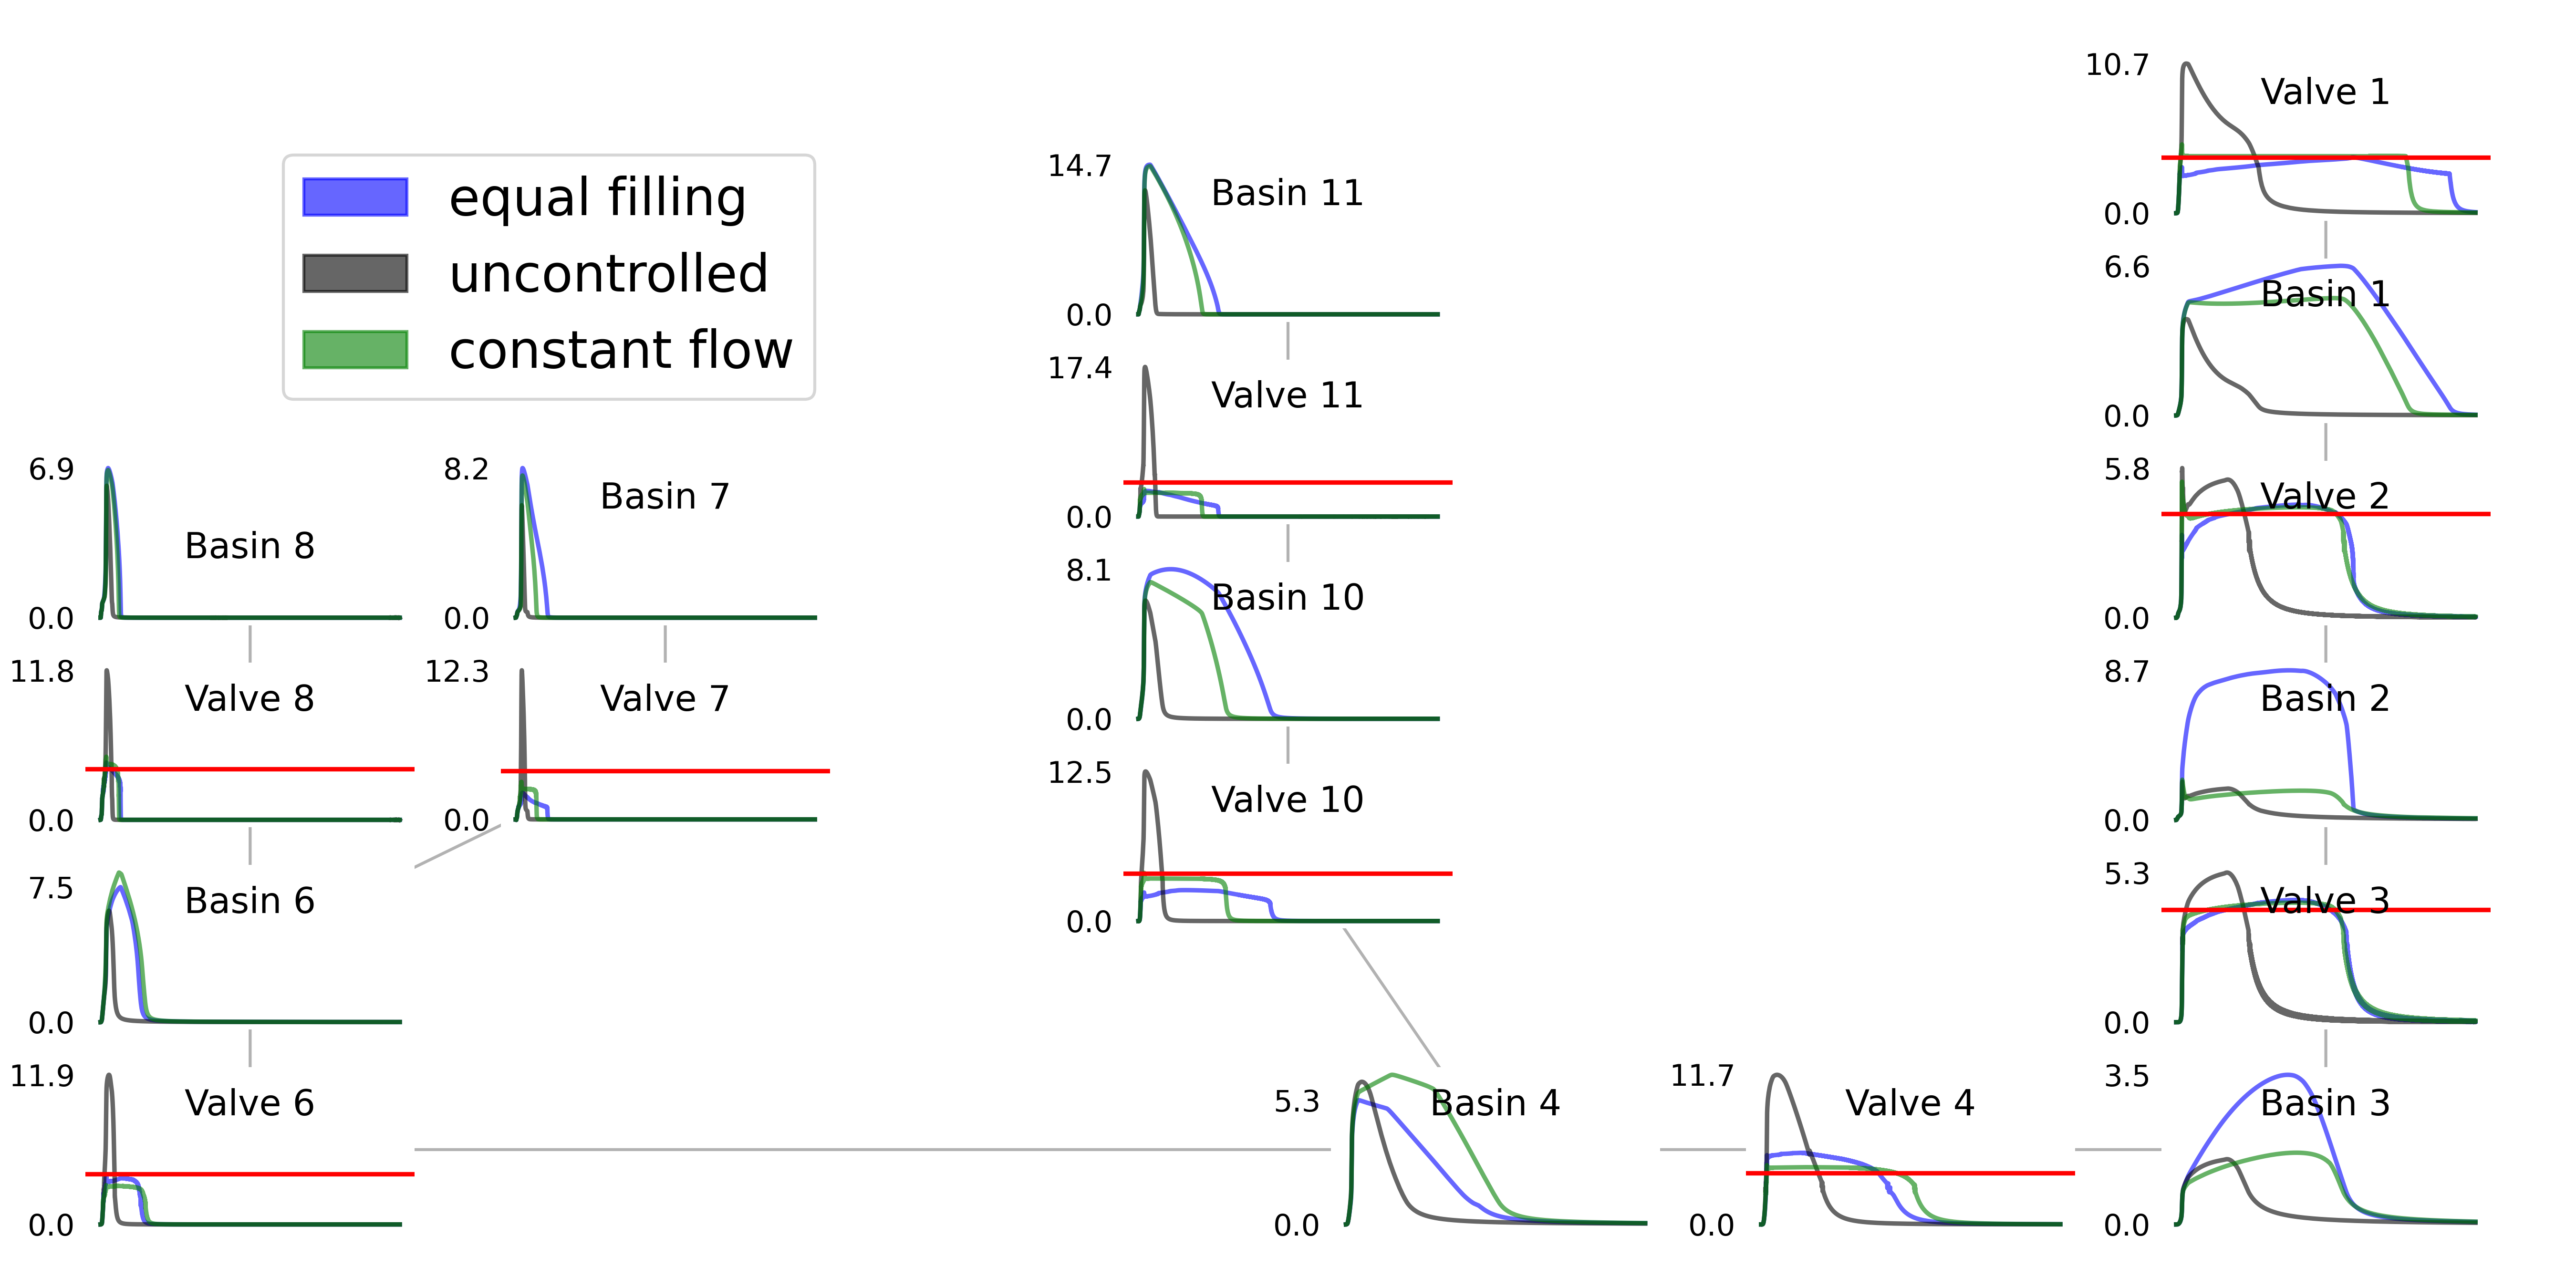 equal filling
uncontrolled
constant flow
6.9
Basin 8
0.0
11.8
Valve 8
0.0
7.5
Basin 6
0.0
11.9
Valve 6
0.0
8.2
Basin 7
0.0
12.3
Valve 7
0.0
14.7
Basin 11
0.0
17.4
Valve 11
0.0
8.1
Basin 10
0.0
12.5
Valve 10
0.0
5.3
Basin 4
0.0
11.7
Valve 4
0.0
10.7
Valve 1
0.0
6.6
Basin 1
0.0
5.8
Valve 2
0.0
8.7
Basin 2
0.0
5.3
Valve 3
0.0
3.5
Basin 3
0.0